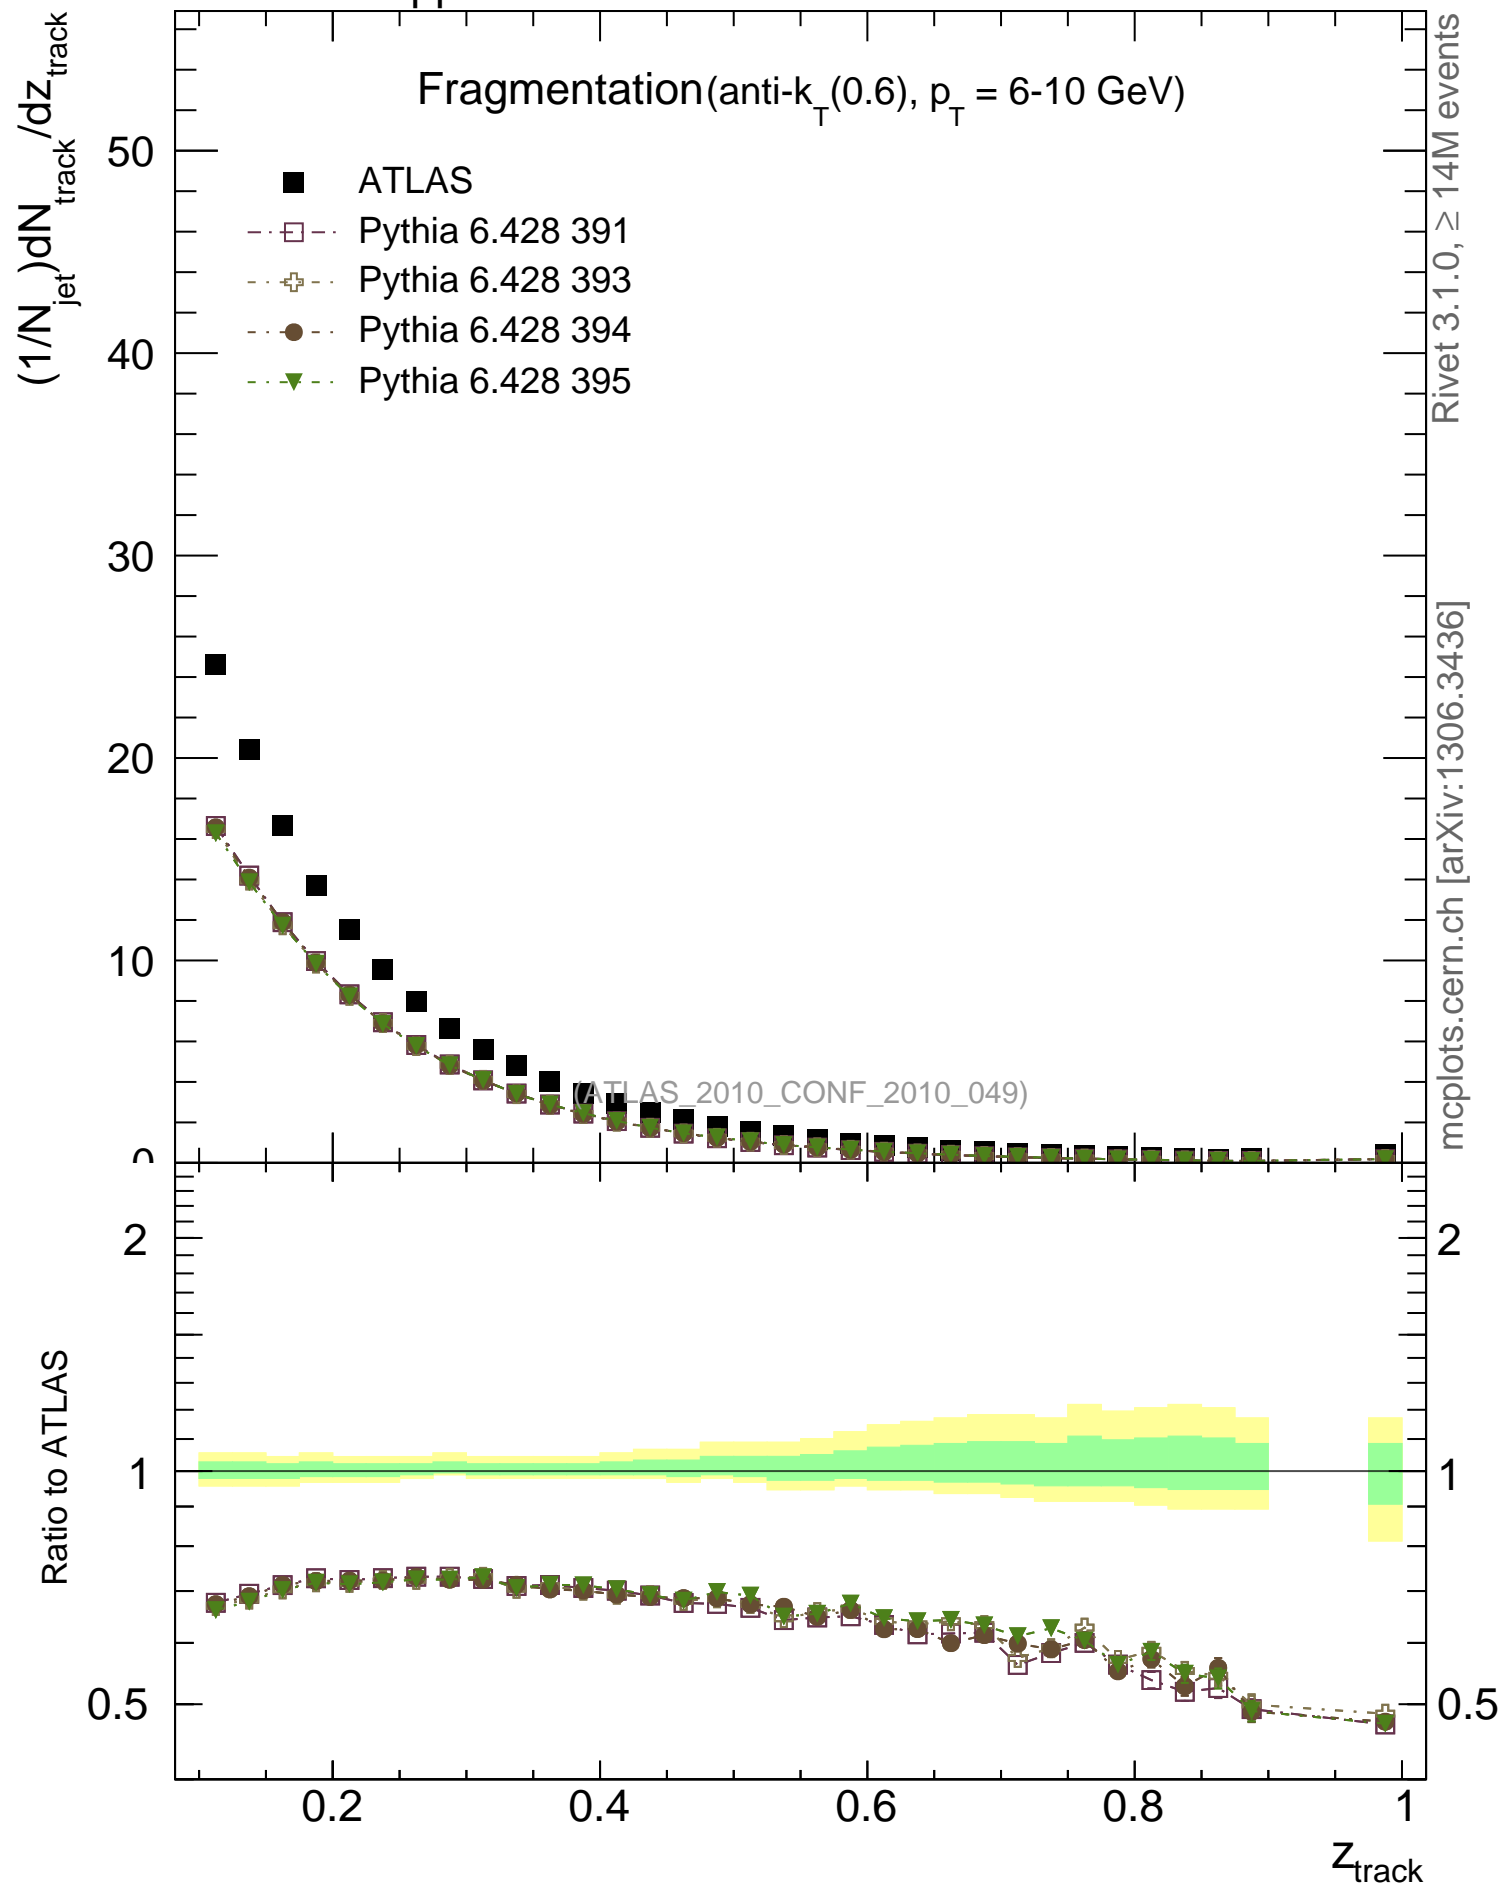 pp
Fragmentation (anti-k_T(0.6), p_T = 6-10 GeV)
(1/N_jet)dN_track/dz_track
ATLAS
Pythia 6.428 391
Pythia 6.428 393
Pythia 6.428 394
Pythia 6.428 395
50
40
30
20
10
0
(ATLAS_2010_CONF_2010_049)
Rivet 3.1.0, ≥ 14M events
mcplots.cern.ch [arXiv:1306.3436]
Ratio to ATLAS
2
1
0.5
2
1
0.5
0.2
0.4
0.6
0.8
1
z_track